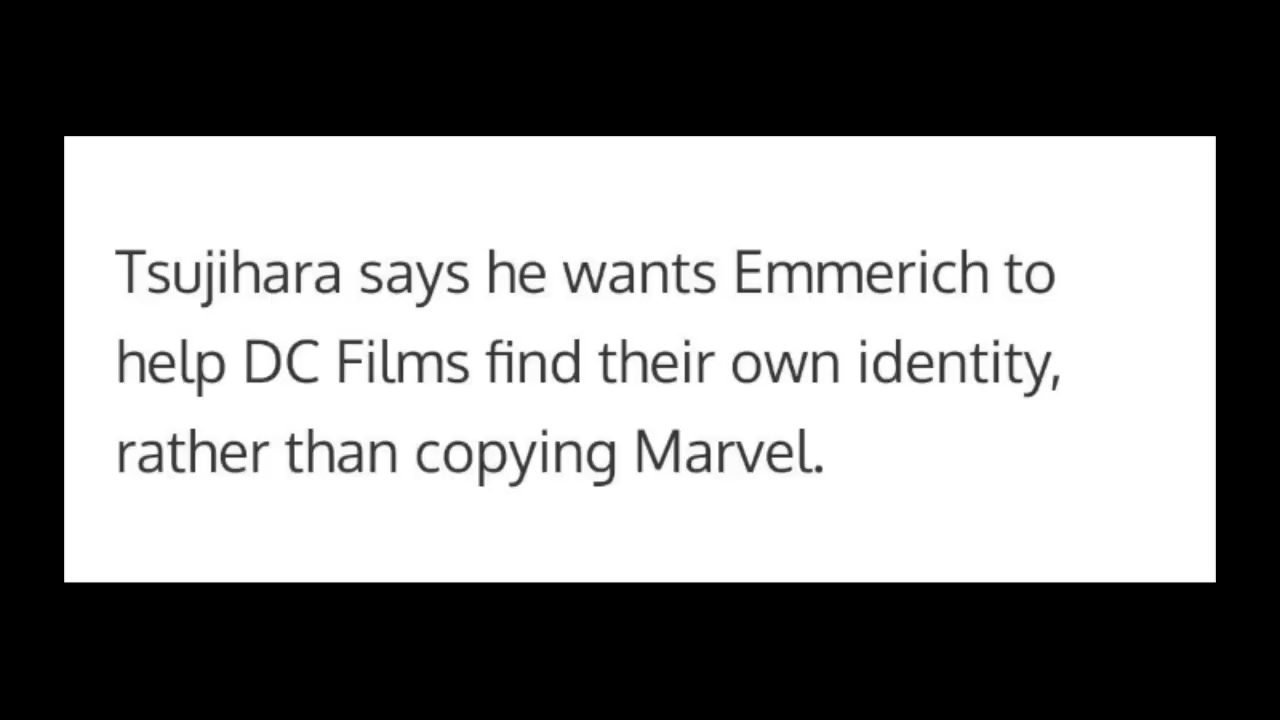 Tsujihara says he wants Emmerich to
help DC Films find their own identity,
rather than copying Marvel.